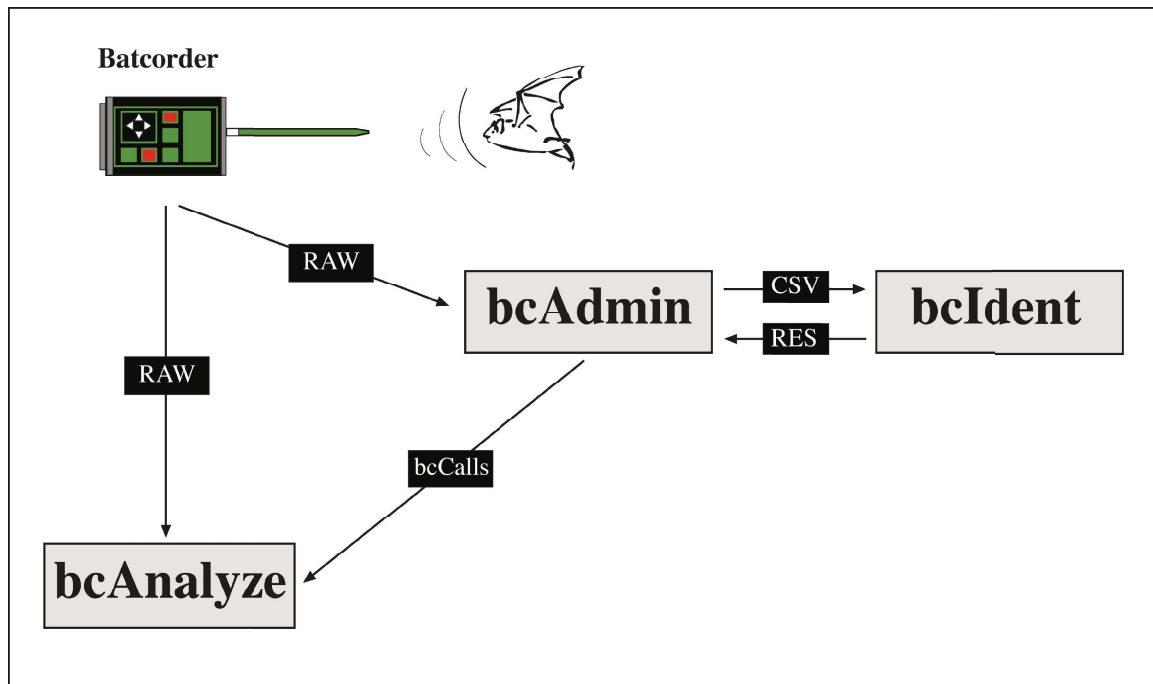 Batcorder
RAW
bcAdmin
CSV
bcIdent
RES
RAW
bcCalls
bcAnalyze